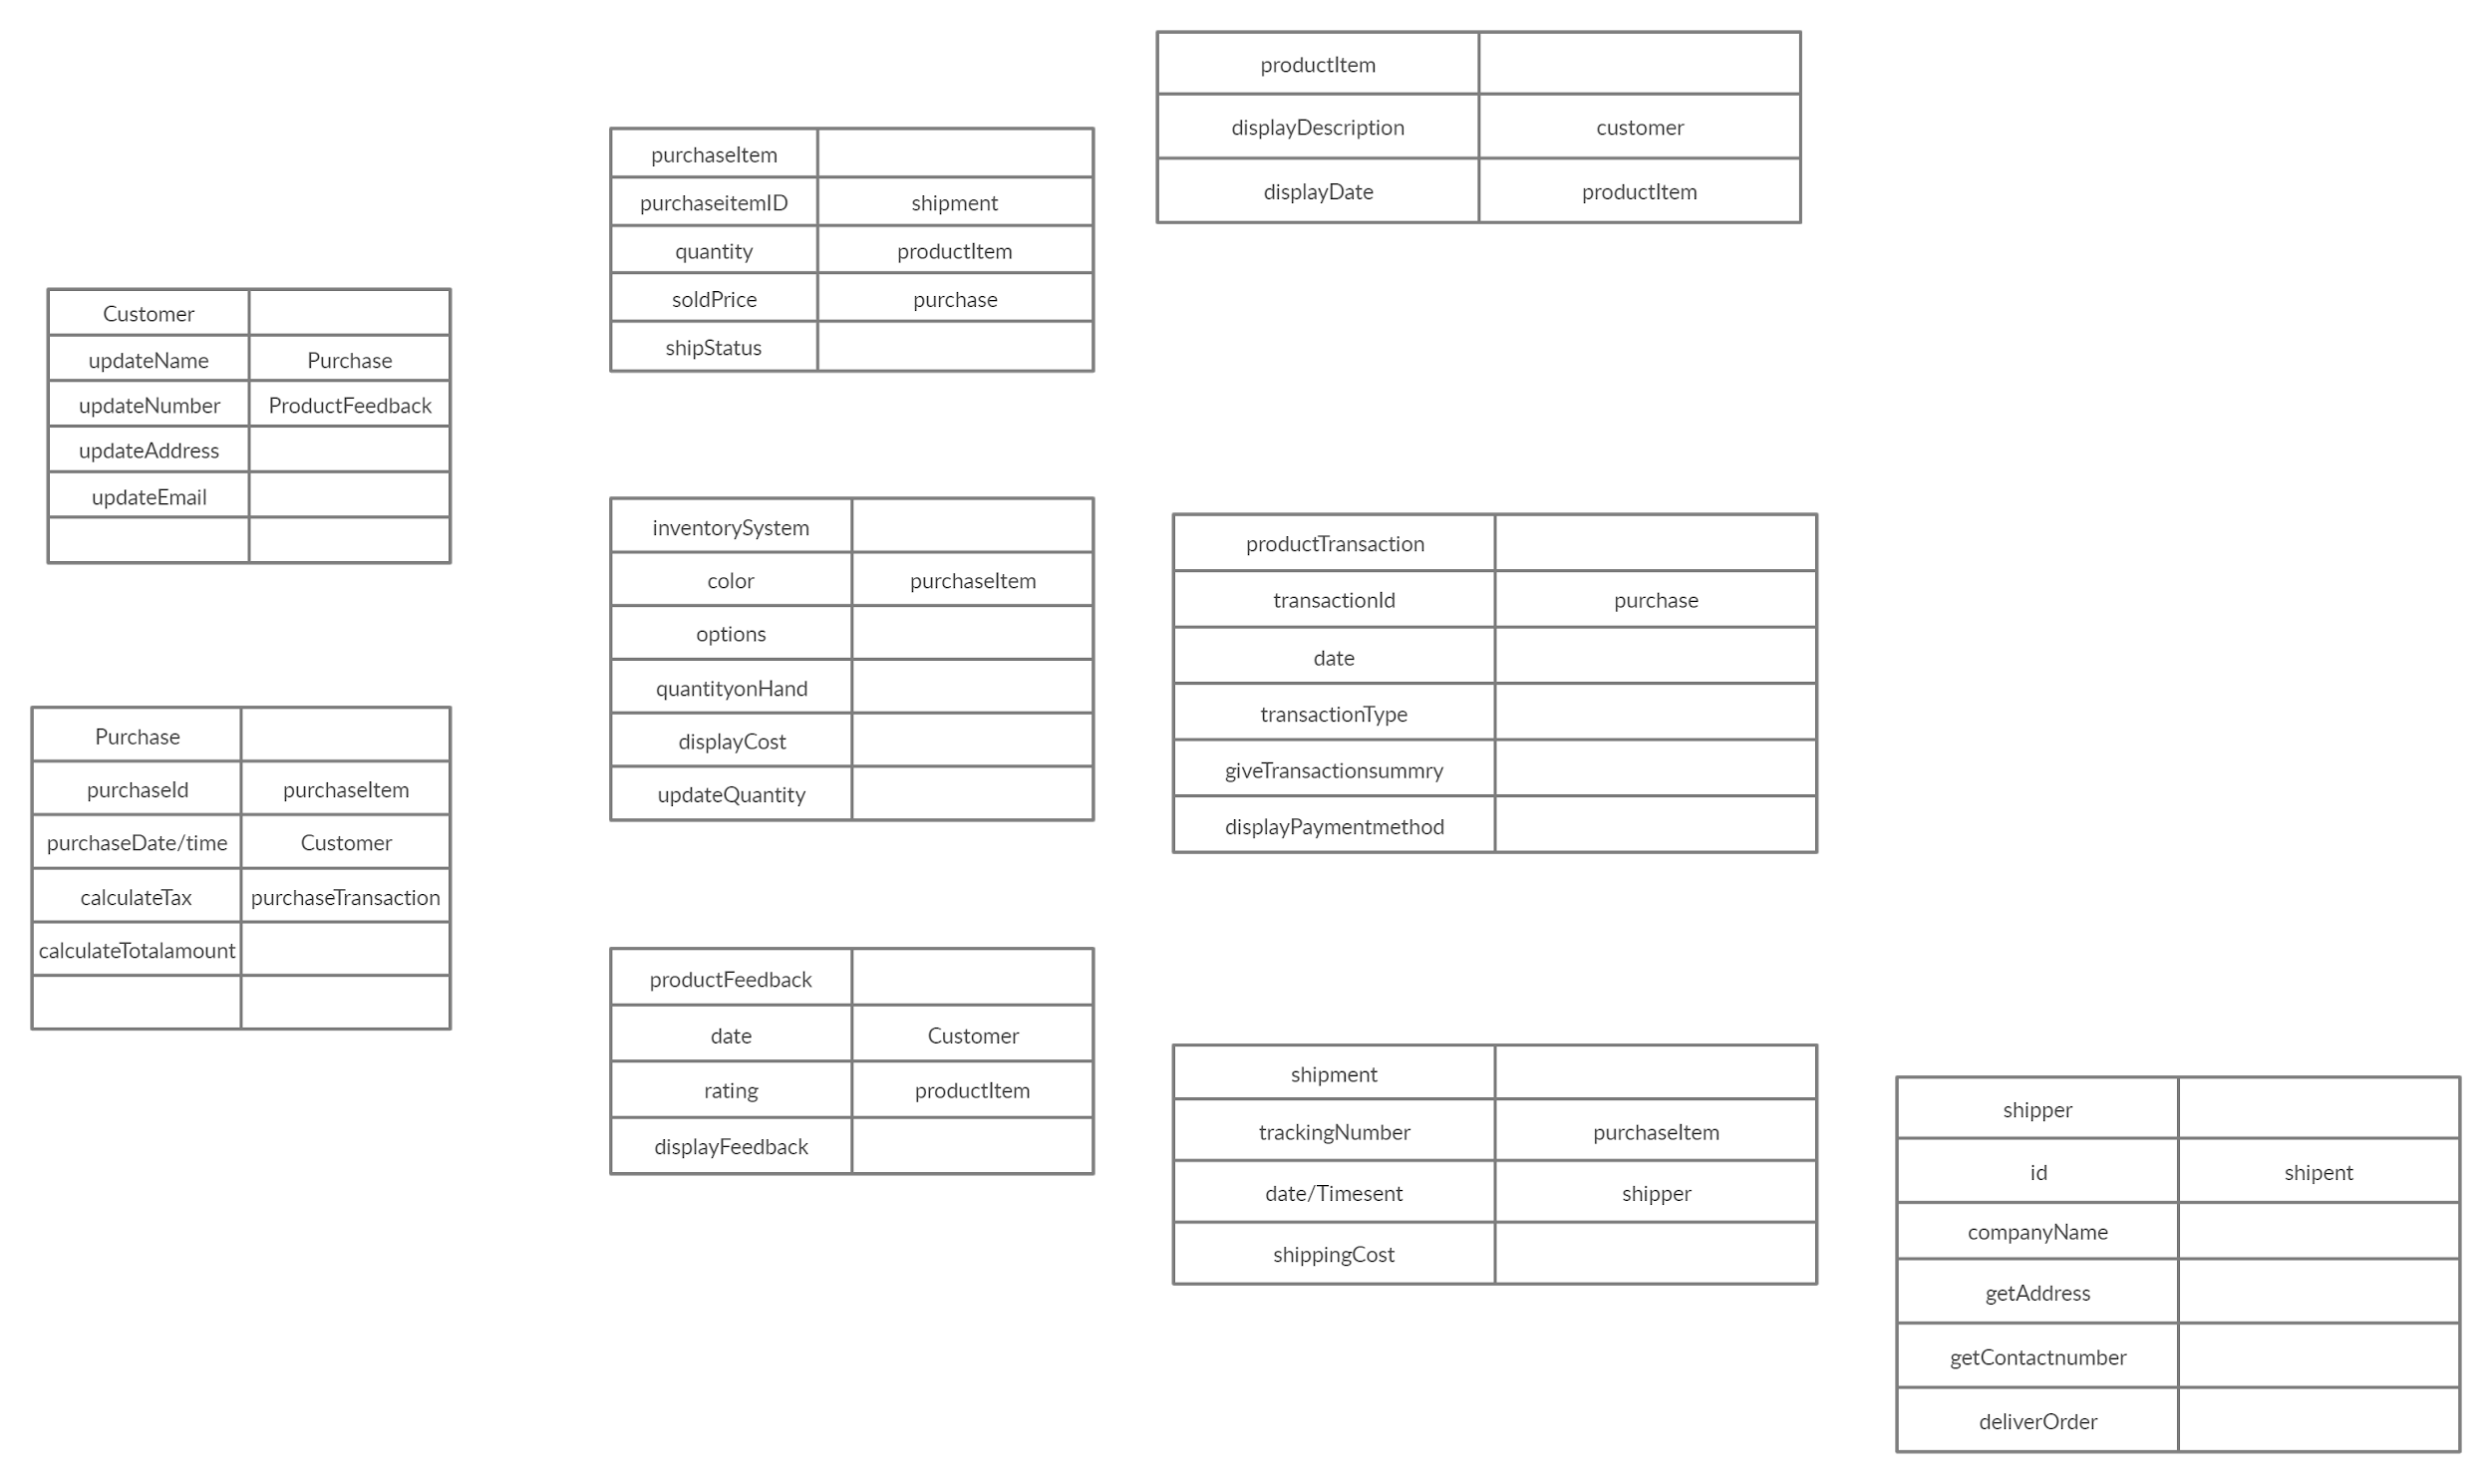 Customer
updateName Purchase
updateNumber ProductFeedback
updateAddress
updateEmail
Purchase
purchaseId purchaseItem
purchaseDate/time Customer
calculateTax purchaseTransaction
calculateTotalamount
purchaseItem
purchaseitemID shipment
quantity productItem
soldPrice purchase
shipStatus
inventorySystem
color purchaseItem
options
quantityonHand
displayCost
updateQuantity
productFeedback
date Customer
rating productItem
displayFeedback
productItem
displayDescription customer
displayDate productItem
productTransaction
transactionId purchase
date
transactionType
giveTransactionsummry
displayPaymentmethod
shipment
trackingNumber purchaseItem
date/Timesent shipper
shippingCost
shipper
id shipent
companyName
getAddress
getContactnumber
deliverOrder